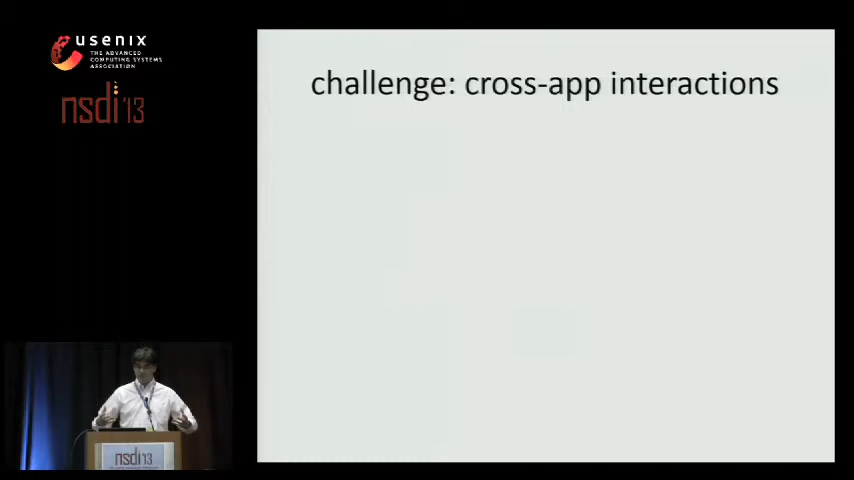 usenix
THE ADVANCED
COMPUTING SYSTEMS
ASSOCIATION
nsdi '13
challenge: cross-app interactions
nsdi '13